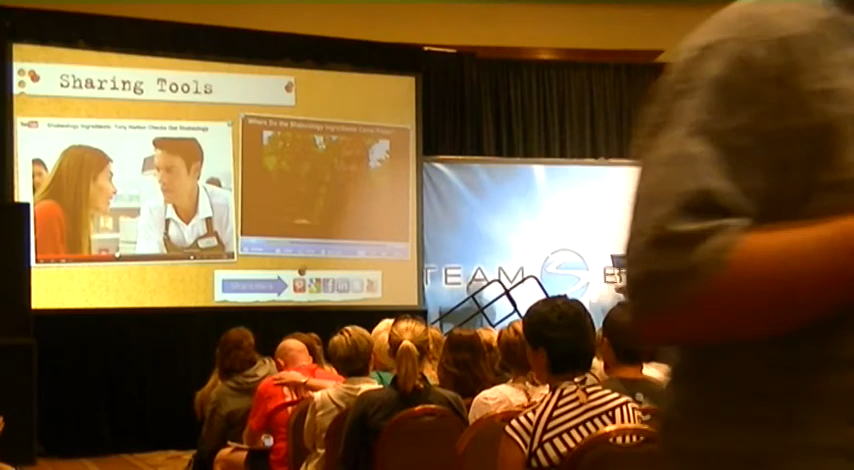 Sharing Tools
Shakeology Ingredients: Tony Horton Checks Out Shakeology
Where Do the Shakeology Ingredients Come From?
Share Here
TEAM
B